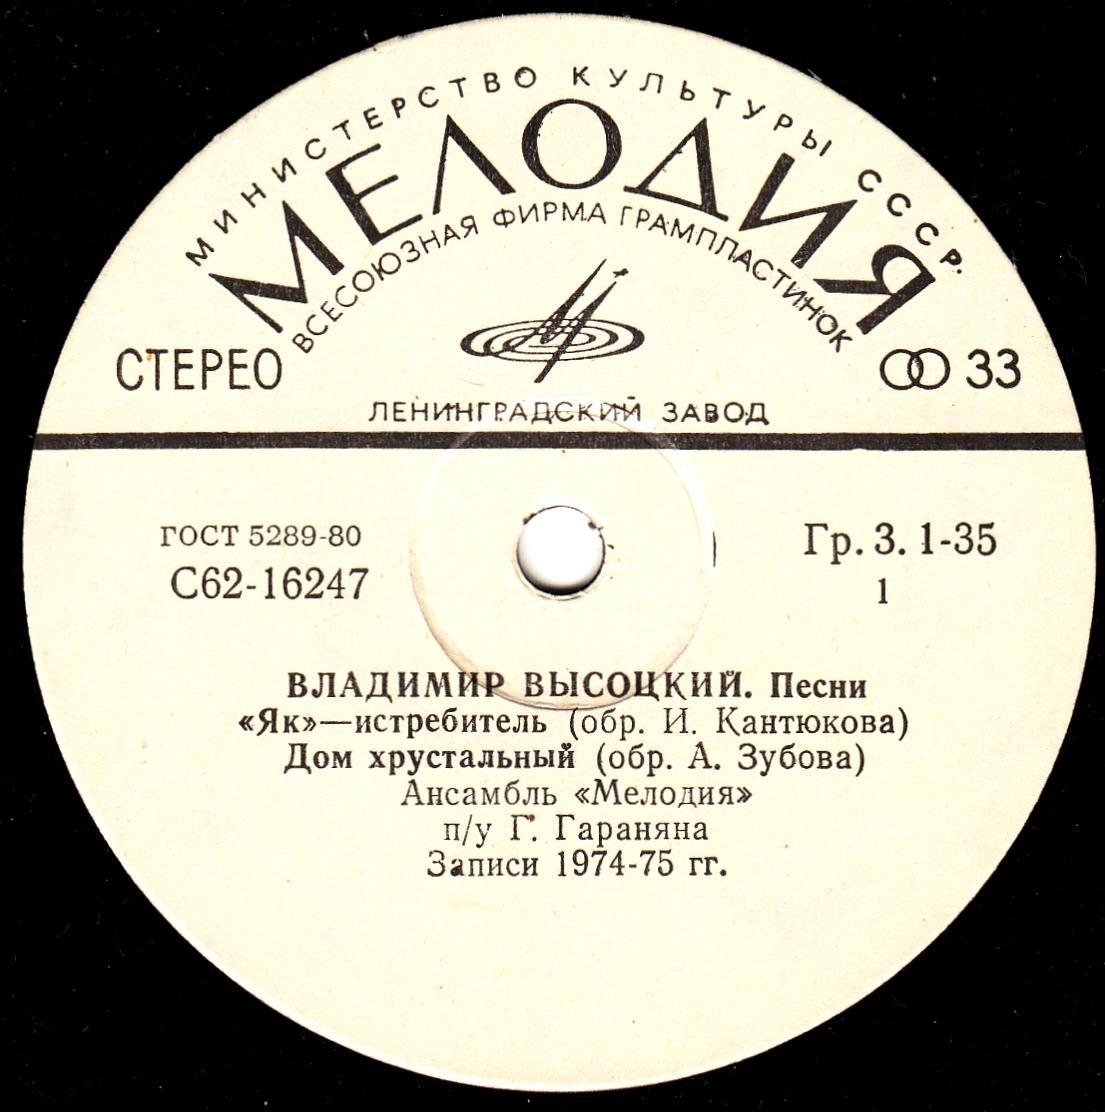 МИНИСТЕРСТВО КУЛЬТУРЫ СССР.
МЕЛОДИЯ
ВСЕСОЮЗНАЯ ФИРМА ГРАМПЛАСТИНОК
СТЕРЕО
33
ЛЕНИНГРАДСКИЙ ЗАВОД
ГОСТ 5289-80
Гр. 3. 1-35
С62-16247
1
ВЛАДИМИР ВЫСОЦКИЙ. Песни
«Як»—истребитель (обр. И. Кантюкова)
Дом хрустальный (обр. А. Зубова)
Ансамбль «Мелодия»
п/у Г. Гараняна
Записи 1974-75 гг.